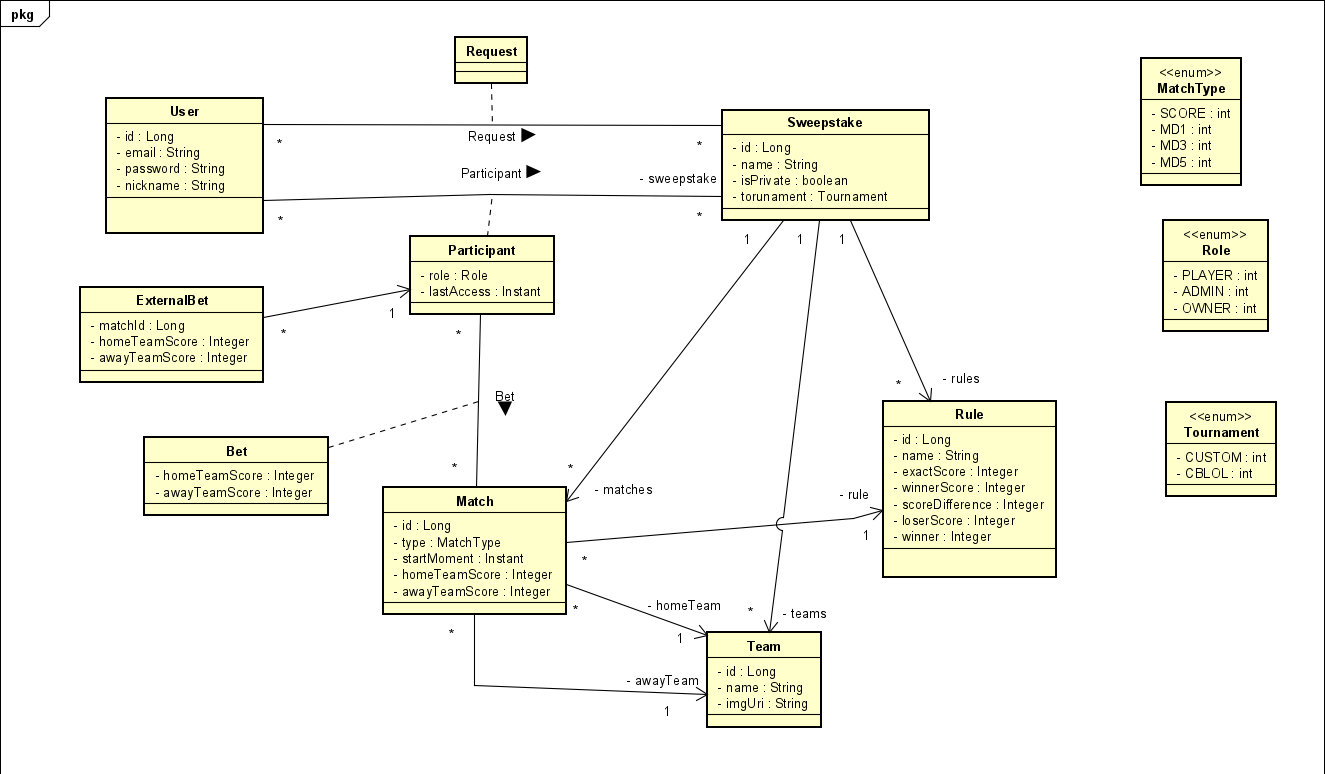 pkg
Request
User
- id : Long
- email : String
- password : String
- nickname : String
*
Request
*
Participant
- sweepstake
*
*
Sweepstake
- id : Long
- name : String
- isPrivate : boolean
- torunament : Tournament
1
1
1
<<enum>>
MatchType
- SCORE : int
- MD1 : int
- MD3 : int
- MD5 : int
<<enum>>
Role
- PLAYER : int
- ADMIN : int
- OWNER : int
<<enum>>
Tournament
- CUSTOM : int
- CBLOL : int
Participant
- role : Role
- lastAccess : Instant
ExternalBet
- matchId : Long
- homeTeamScore : Integer
- awayTeamScore : Integer
*
1
*
Bet
*
Bet
- homeTeamScore : Integer
- awayTeamScore : Integer
*
- matches
*
- rules
Rule
- id : Long
- name : String
- exactScore : Integer
- winnerScore : Integer
- scoreDifference : Integer
- loserScore : Integer
- winner : Integer
Match
- id : Long
- type : MatchType
- startMoment : Instant
- homeTeamScore : Integer
- awayTeamScore : Integer
- rule
1
*
*
- homeTeam
1
*
- teams
*
- awayTeam
1
Team
- id : Long
- name : String
- imgUri : String